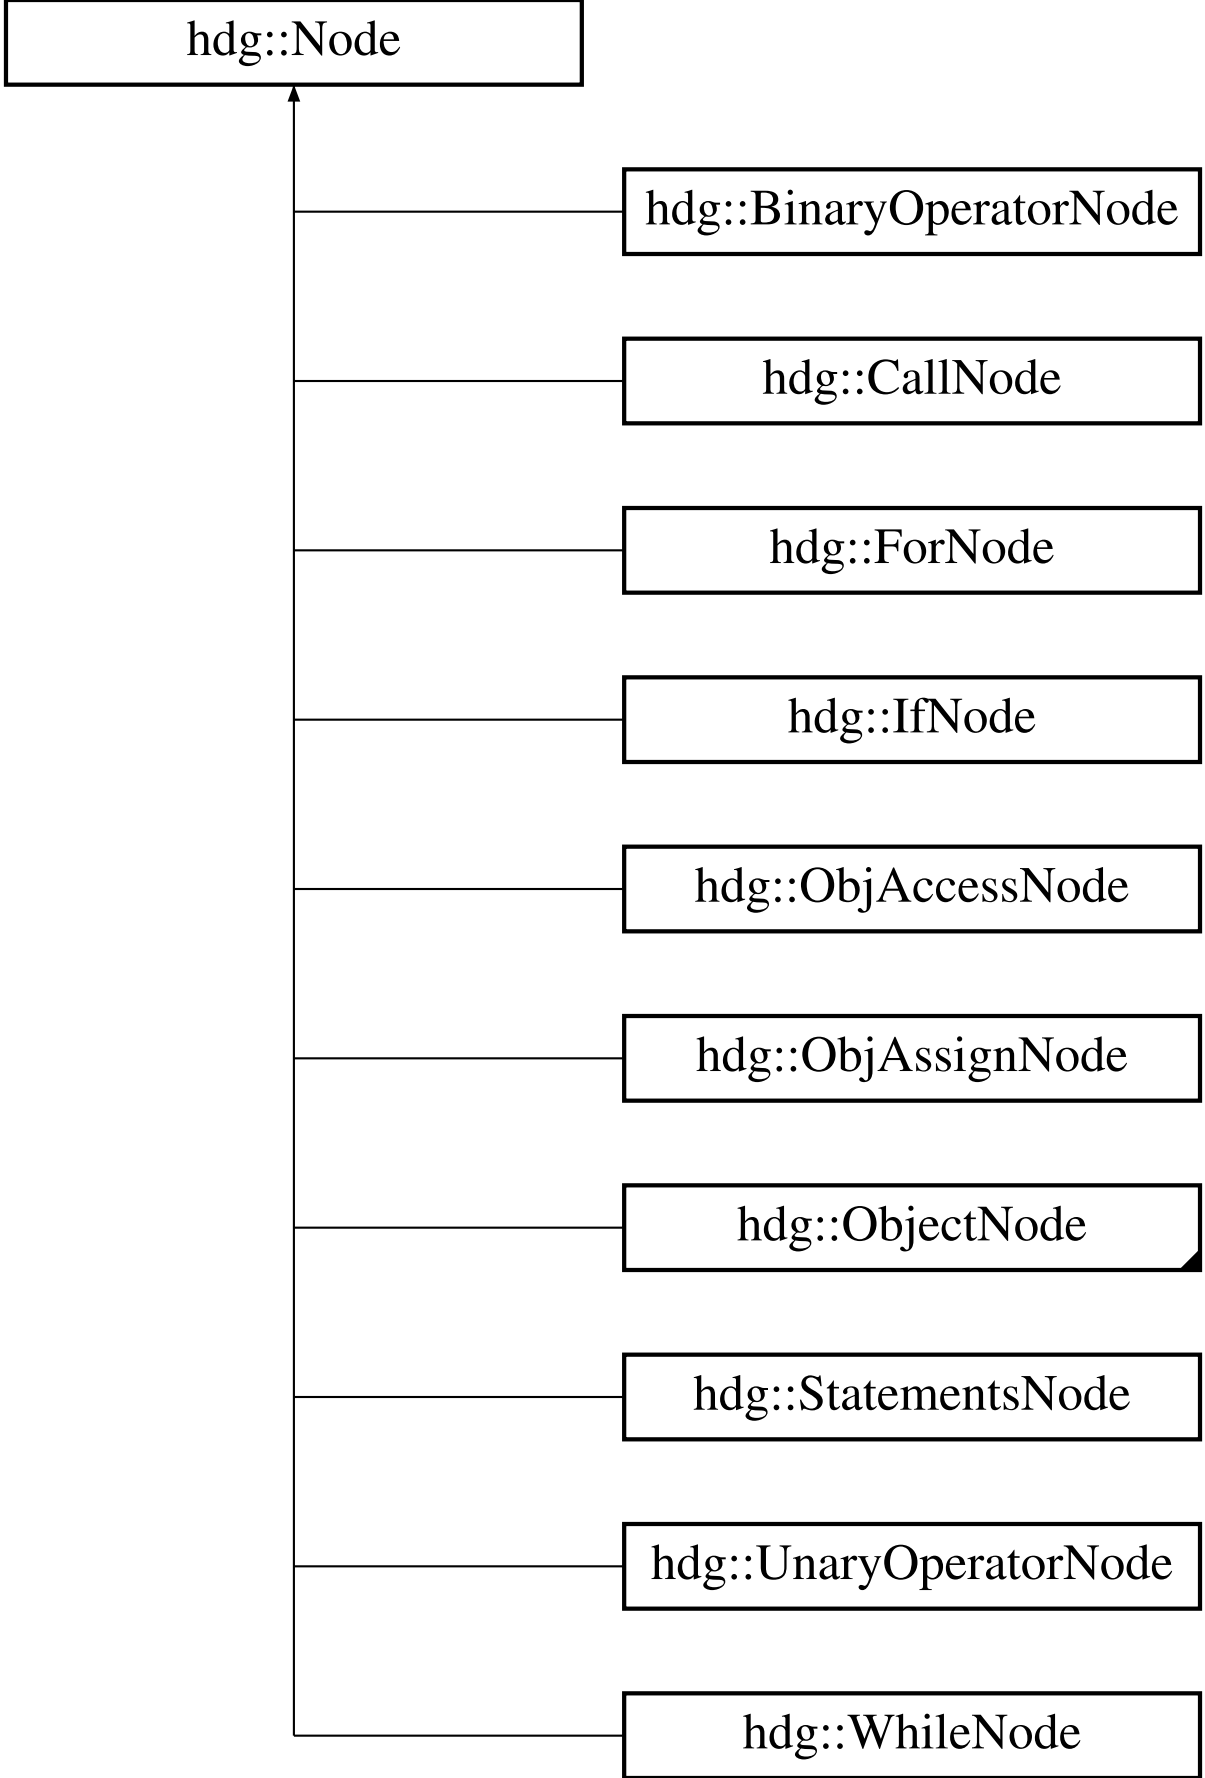 hdg::Node
hdg::BinaryOperatorNode
hdg::CallNode
hdg::ForNode
hdg::IfNode
hdg::ObjAccessNode
hdg::ObjAssignNode
hdg::ObjectNode
hdg::StatementsNode
hdg::UnaryOperatorNode
hdg::WhileNode